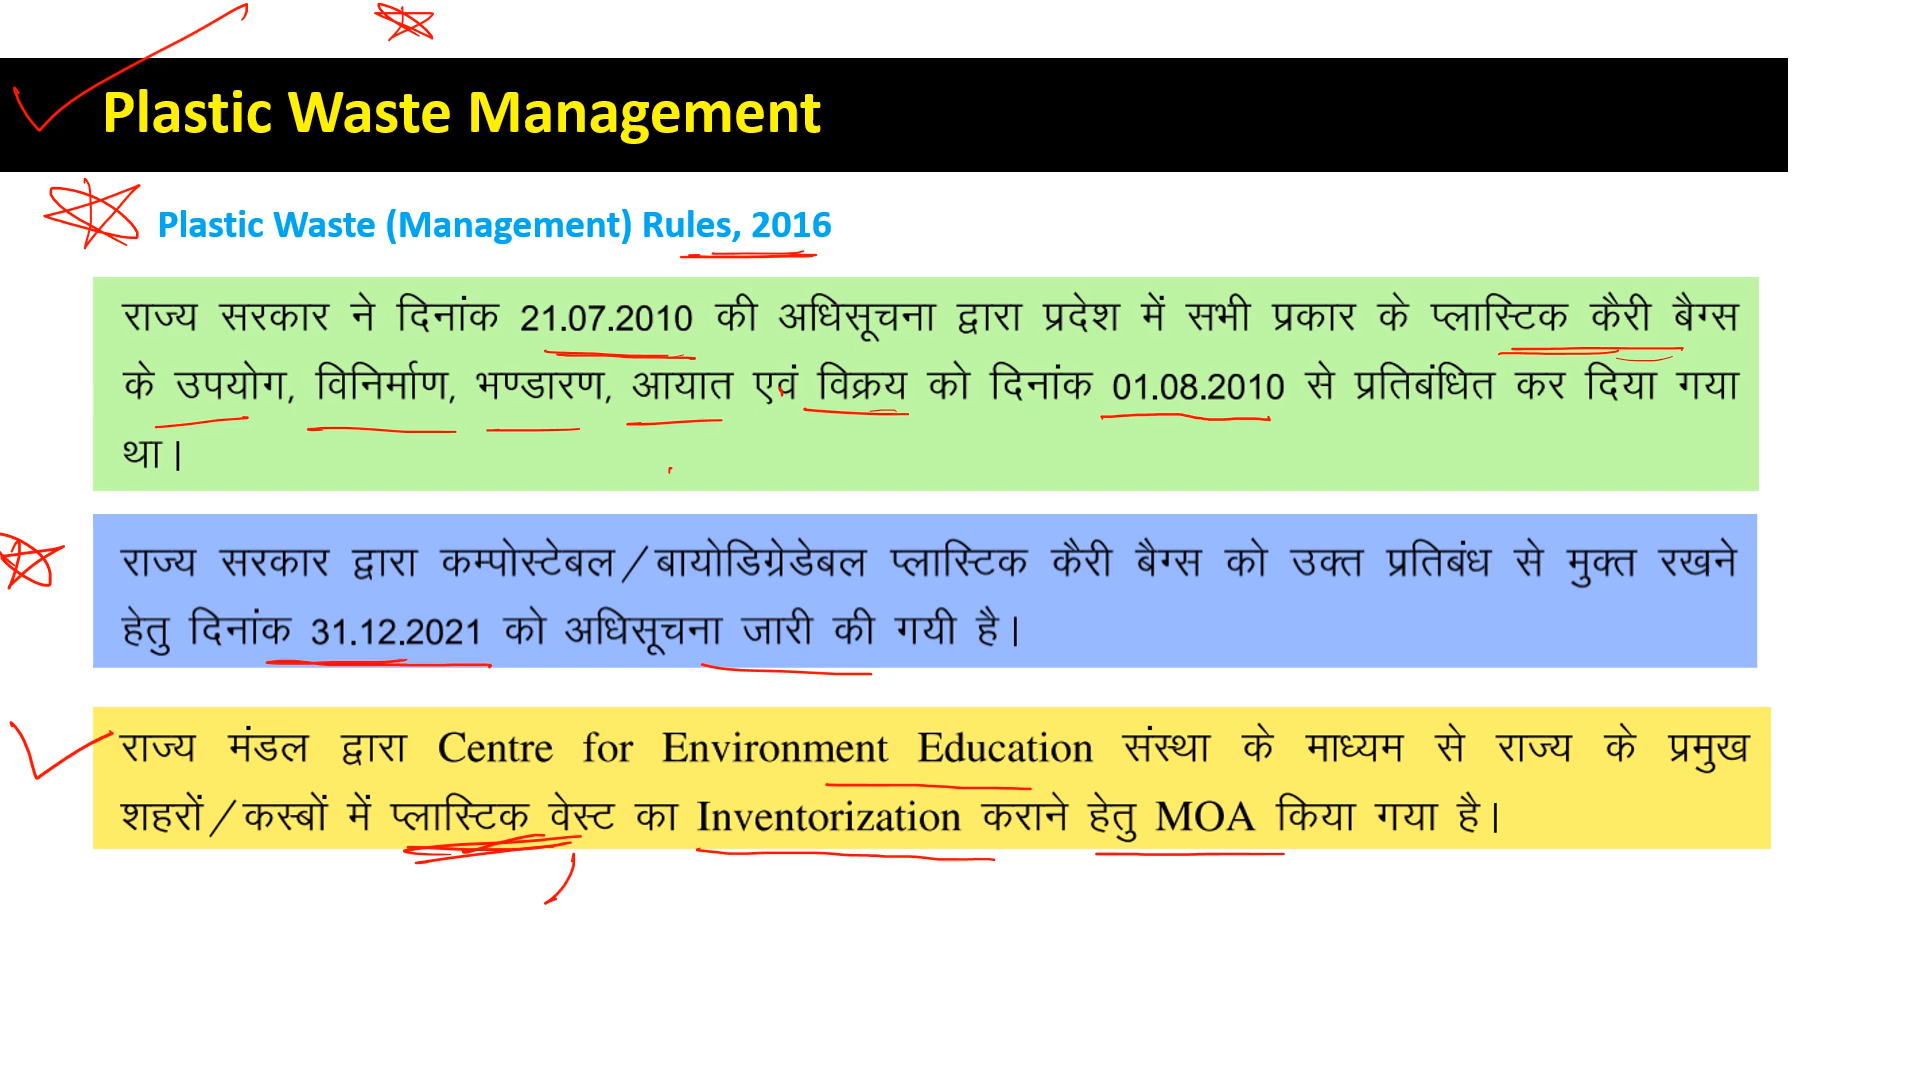 Plastic Waste Management
Plastic Waste (Management) Rules, 2016
राज्य सरकार ने दिनांक 21.07.2010 की अधिसूचना द्वारा प्रदेश में सभी प्रकार के प्लास्टिक कैरी बैग्स
के उपयोग, विनिर्माण, भण्डारण, आयात एवं विक्रय को दिनांक 01.08.2010 से प्रतिबंधित कर दिया गया
था।
राज्य सरकार द्वारा कम्पोस्टेबल/बायोडिग्रेडेबल प्लास्टिक कैरी बैग्स को उक्त प्रतिबंध से मुक्त रखने
हेतु दिनांक 31.12.2021 को अधिसूचना जारी की गयी है।
राज्य मंडल द्वारा Centre for Environment Education संस्था के माध्यम से राज्य के प्रमुख
शहरों/कस्बों में प्लास्टिक वेस्ट का Inventorization कराने हेतु MOA किया गया है।